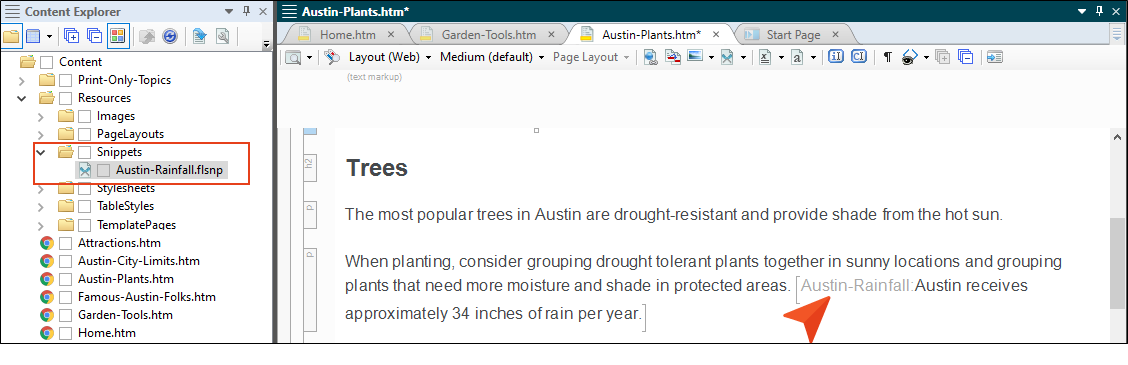 Content Explorer
Content
Print-Only-Topics
Resources
Images
PageLayouts
Snippets
Austin-Rainfall.flsnp
Stylesheets
TableStyles
TemplatePages
Attractions.htm
Austin-City-Limits.htm
Austin-Plants.htm
Famous-Austin-Folks.htm
Garden-Tools.htm
Home.htm
Austin-Plants.htm*
Home.htm Garden-Tools.htm Austin-Plants.htm* Start Page
Layout (Web) Medium (default) Page Layout
(text markup)
h2
Trees
p
The most popular trees in Austin are drought-resistant and provide shade from the hot sun.
p
When planting, consider grouping drought tolerant plants together in sunny locations and grouping
plants that need more moisture and shade in protected areas. [Austin-Rainfall:Austin receives
approximately 34 inches of rain per year.]